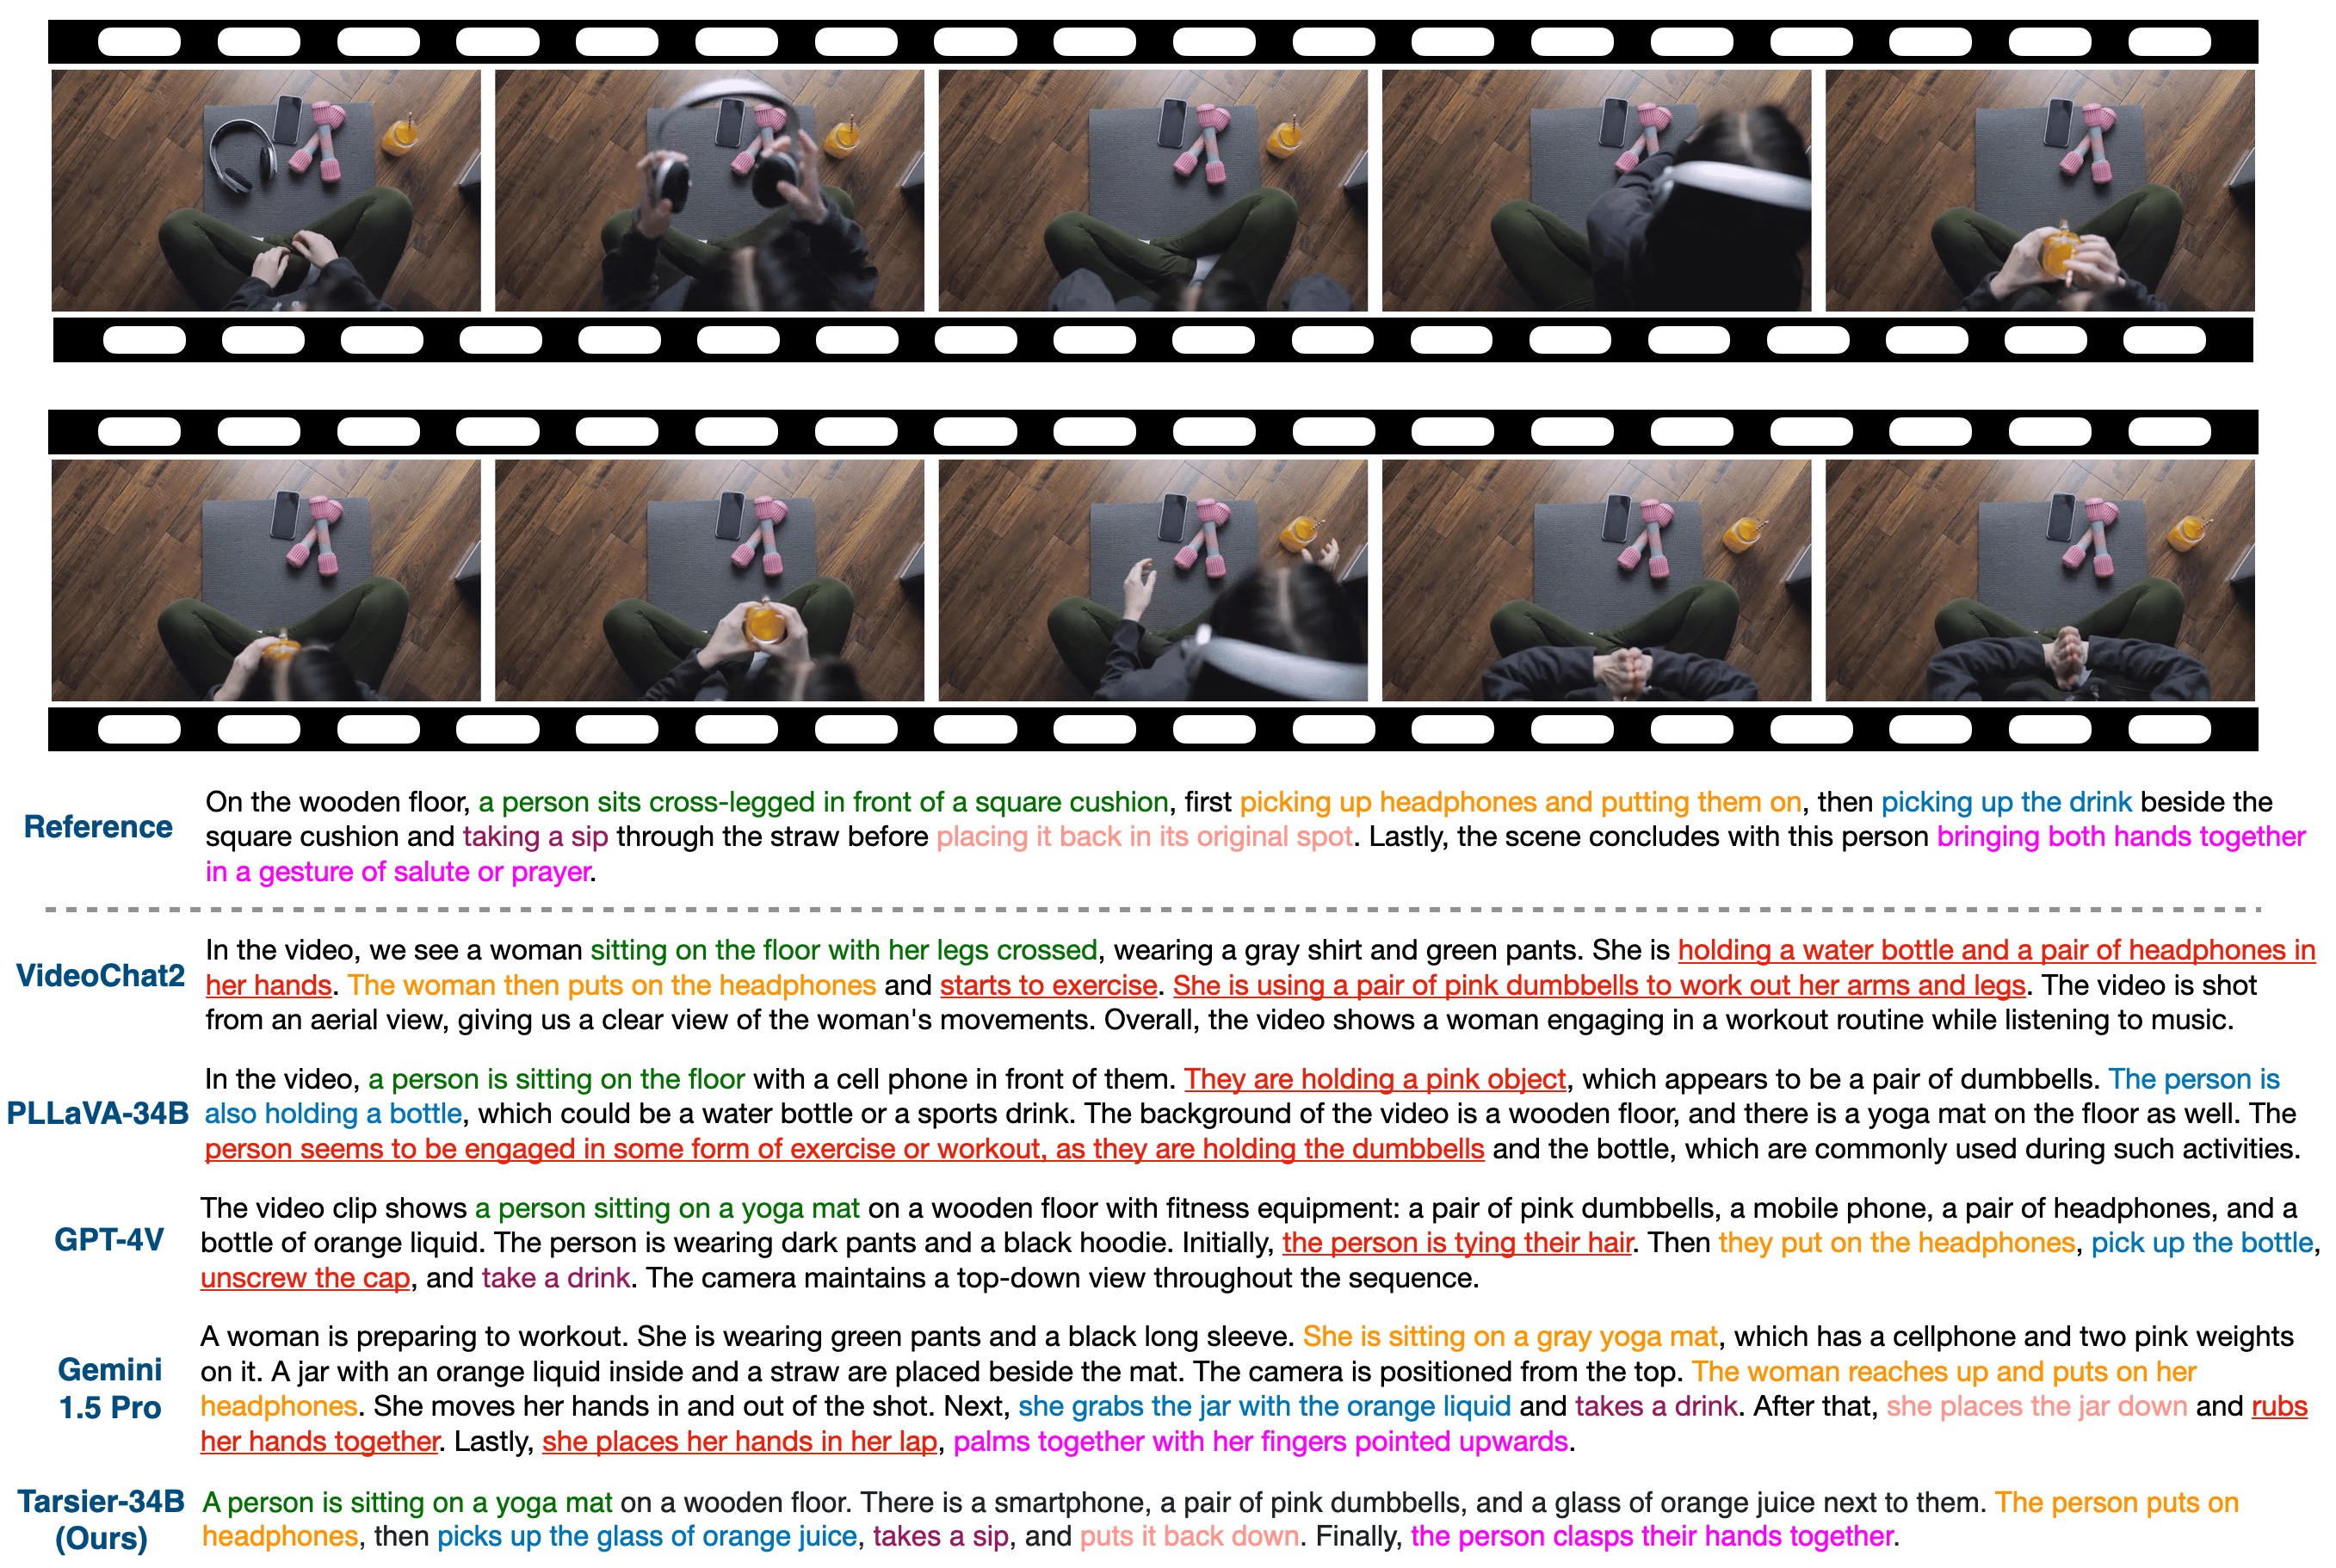 Reference
On the wooden floor, a person sits cross-legged in front of a square cushion, first picking up headphones and putting them on, then picking up the drink beside the
square cushion and taking a sip through the straw before placing it back in its original spot. Lastly, the scene concludes with this person bringing both hands together
in a gesture of salute or prayer.
VideoChat2
In the video, we see a woman sitting on the floor with her legs crossed, wearing a gray shirt and green pants. She is holding a water bottle and a pair of headphones in
her hands. The woman then puts on the headphones and starts to exercise. She is using a pair of pink dumbbells to work out her arms and legs. The video is shot
from an aerial view, giving us a clear view of the woman's movements. Overall, the video shows a woman engaging in a workout routine while listening to music.
PLLaVA-34B
In the video, a person is sitting on the floor with a cell phone in front of them. They are holding a pink object, which appears to be a pair of dumbbells. The person is
also holding a bottle, which could be a water bottle or a sports drink. The background of the video is a wooden floor, and there is a yoga mat on the floor as well. The
person seems to be engaged in some form of exercise or workout, as they are holding the dumbbells and the bottle, which are commonly used during such activities.
GPT-4V
The video clip shows a person sitting on a yoga mat on a wooden floor with fitness equipment: a pair of pink dumbbells, a mobile phone, a pair of headphones, and a
bottle of orange liquid. The person is wearing dark pants and a black hoodie. Initially, the person is tying their hair. Then they put on the headphones, pick up the bottle,
unscrew the cap, and take a drink. The camera maintains a top-down view throughout the sequence.
Gemini
1.5 Pro
A woman is preparing to workout. She is wearing green pants and a black long sleeve. She is sitting on a gray yoga mat, which has a cellphone and two pink weights
on it. A jar with an orange liquid inside and a straw are placed beside the mat. The camera is positioned from the top. The woman reaches up and puts on her
headphones. She moves her hands in and out of the shot. Next, she grabs the jar with the orange liquid and takes a drink. After that, she places the jar down and rubs
her hands together. Lastly, she places her hands in her lap, palms together with her fingers pointed upwards.
Tarsier-34B
(Ours)
A person is sitting on a yoga mat on a wooden floor. There is a smartphone, a pair of pink dumbbells, and a glass of orange juice next to them. The person puts on
headphones, then picks up the glass of orange juice, takes a sip, and puts it back down. Finally, the person clasps their hands together.